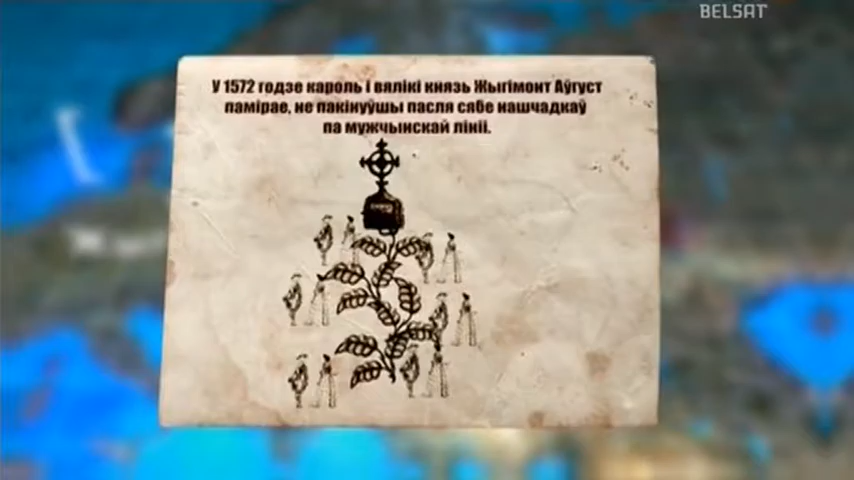 BELSAT
У 1572 годзе кароль і вялікі князь Жыгімонт Аўгуст
памірае, не пакінуўшы пасля сябе нашчадкаў
па мужчынскай лініі.